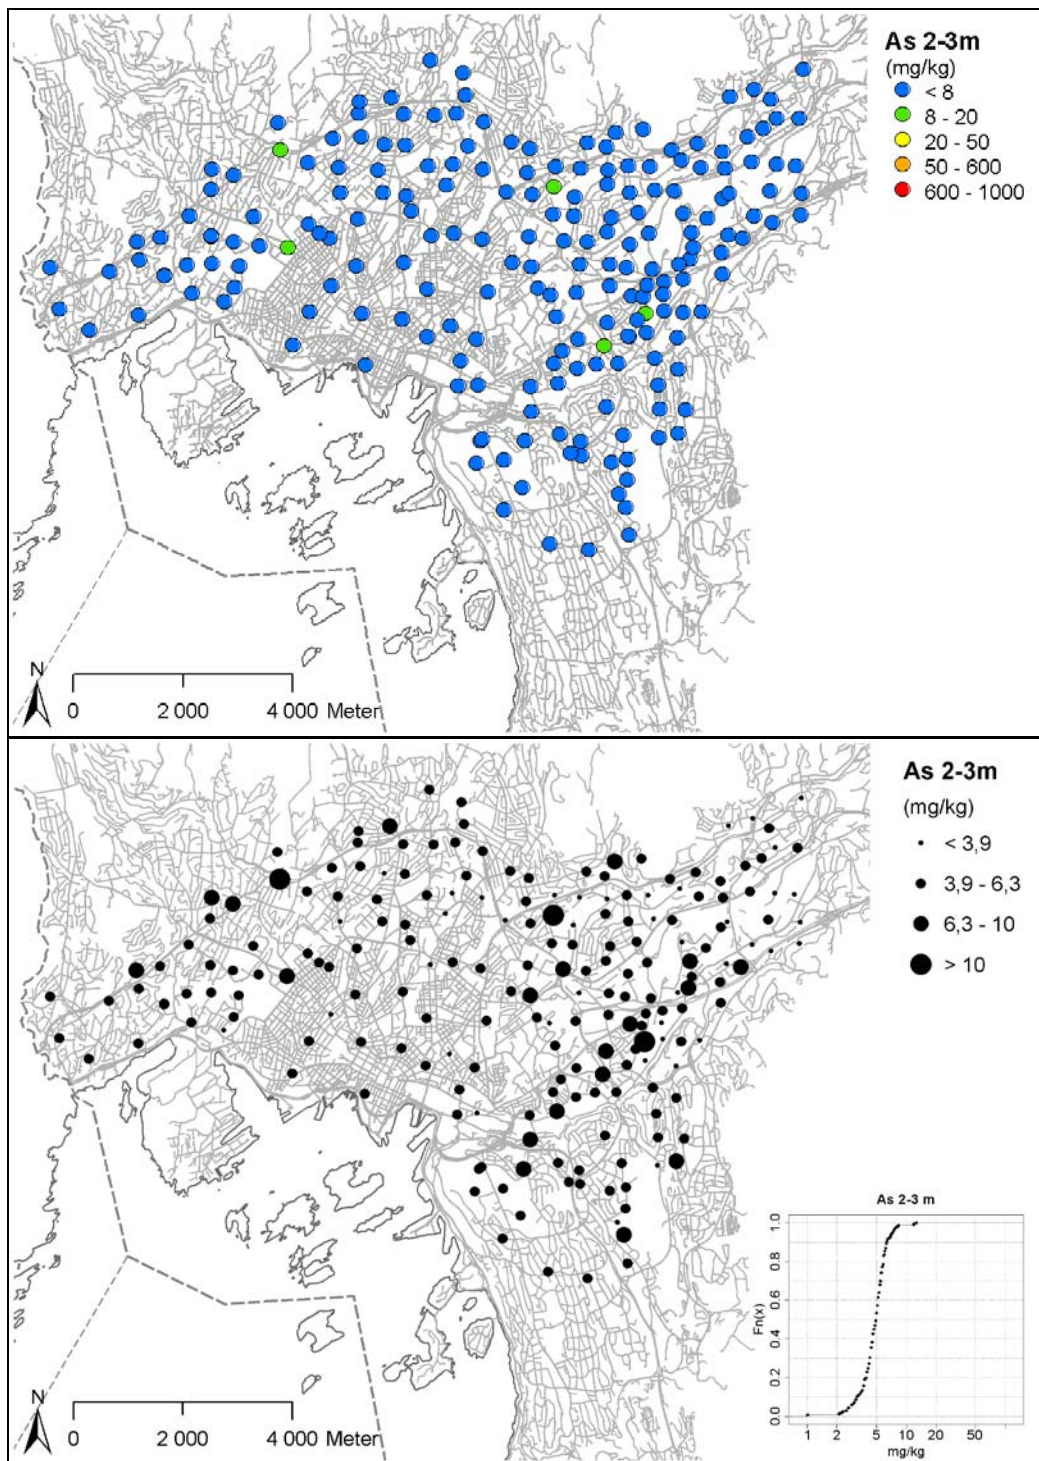 As 2-3m
(mg/kg)
< 8
8 - 20
20 - 50
50 - 600
600 - 1000
N
0 2 000 4 000 Meter
As 2-3m
(mg/kg)
< 3,9
3,9 - 6,3
6,3 - 10
> 10
N
0 2 000 4 000 Meter
As 2-3 m
Fn(x)
1.0
0.8
0.6
0.4
0.2
0.0
1 2 5 10 20 50
mg/kg